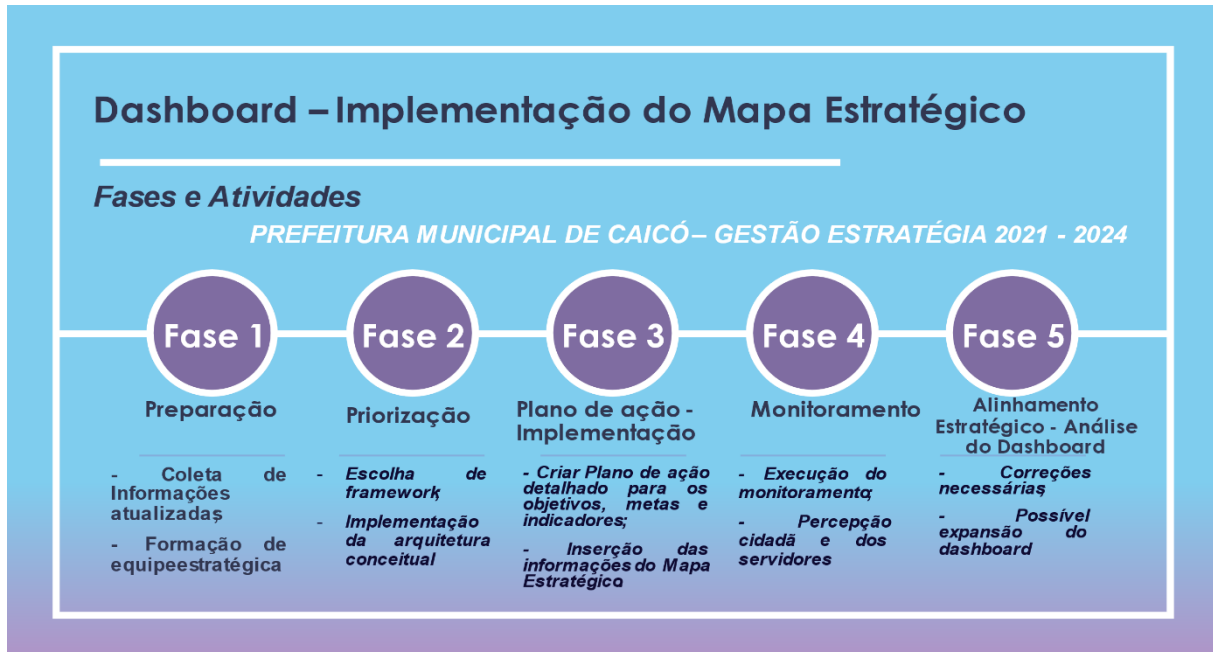 Dashboard – Implementação do Mapa Estratégico
Fases e Atividades
PREFEITURA MUNICIPAL DE CAICÓ – GESTÃO ESTRATÉGIA 2021 - 2024
Fase 1
Preparação
- Coleta de
Informações
atualizadas;
- Formação de
equipe estratégica
Fase 2
Priorização
- Escolha de
framework;
- Implementação
da arquitetura
conceitual
Fase 3
Plano de ação -
Implementação
- Criar Plano de ação
detalhado para os
objetivos, metas e
indicadores;
- Inserção das
informações do Mapa
Estratégico.
Fase 4
Monitoramento
- Execução do
monitoramento;
- Percepção
cidadã e dos
servidores
Fase 5
Alinhamento
Estratégico - Análise
do Dashboard
- Correções
necessárias;
- Possível
expansão do
dashboard